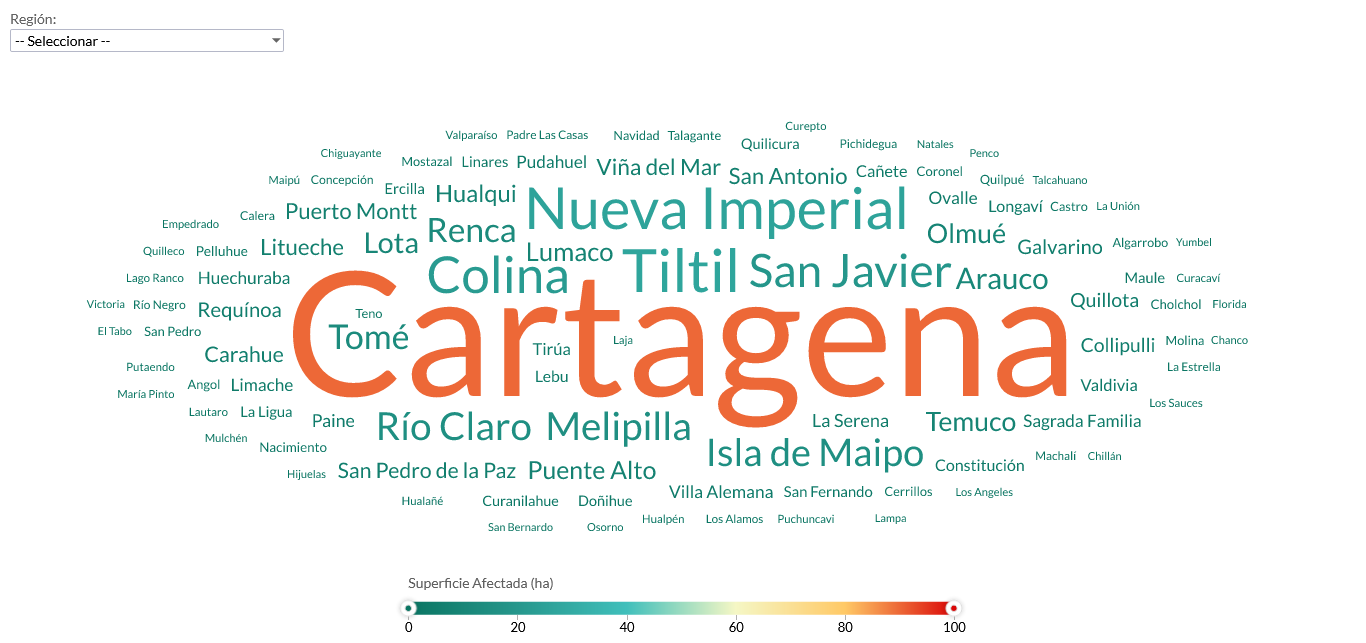 Región:
-- Seleccionar --
Curepto
Valparaíso Padre Las Casas Navidad Talagante
Quilicura Pichidegua Natales
Chiguayante Penco
Mostazal Linares Pudahuel Viña del Mar San Antonio Cañete Coronel
Maipú Concepción Ercilla Hualqui Quilpué Talcahuano
Calera Puerto Montt Nueva Imperial Ovalle Longaví Castro La Unión
Empedrado Renca Olmué
Quilleco Pelluhue Litueche Lota Lumaco Galvarino Algarrobo Yumbel
Lago Ranco Huechuraba Colina Tiltil San Javier Arauco Maule Curacaví
Victoria Río Negro Requínoa Teno Quillota Cholchol Florida
El Tabo San Pedro Tomé Cartagena Laja Molina Chanco
Carahue Tirúa Collipulli
Putaendo Lebu La Estrella
María Pinto Angol Limache Valdivia
Lautaro La Ligua Los Sauces
Paine Río Claro Melipilla La Serena Temuco Sagrada Familia
Mulchén Nacimiento Isla de Maipo Machalí Chillán
Hijuelas San Pedro de la Paz Puente Alto Constitución
Villa Alemana San Fernando Cerrillos Los Angeles
Hualañé Curanilahue Doñihue
San Bernardo Osorno Hualpén Los Alamos Puchuncavi Lampa
Superficie Afectada (ha)
0 20 40 60 80 100